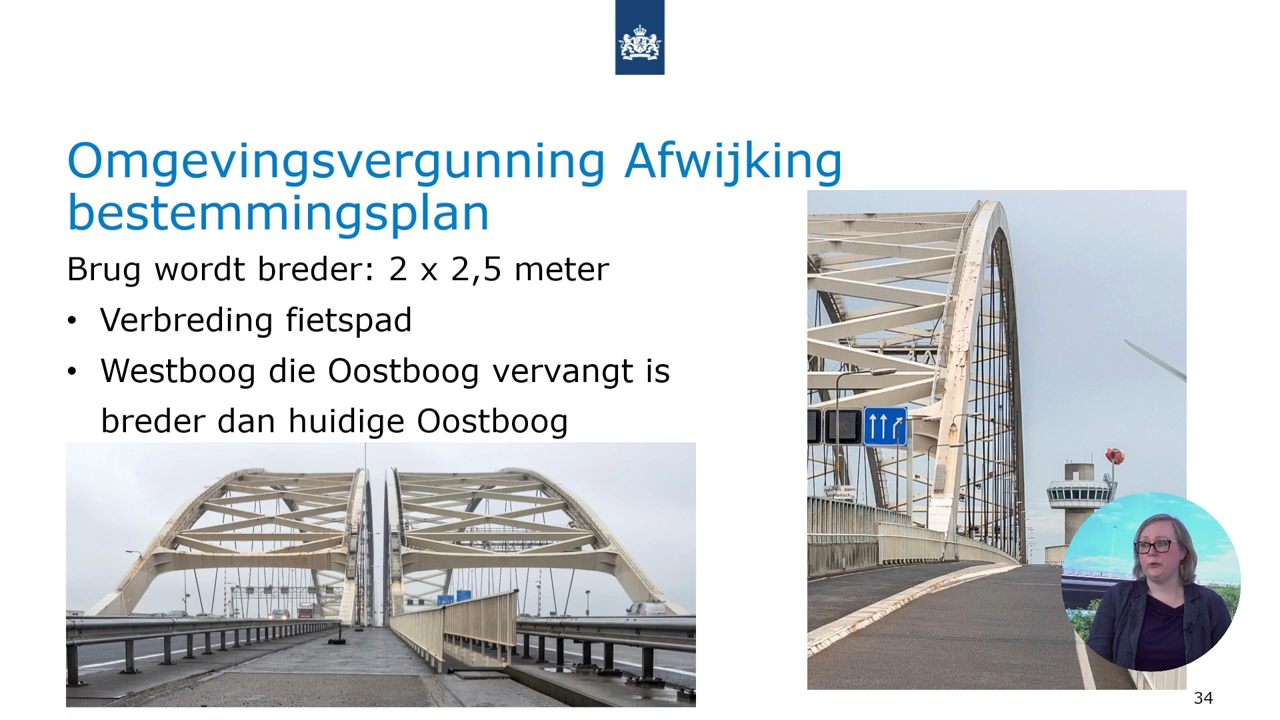 Omgevingsvergunning Afwijking
bestemmingsplan
Brug wordt breder: 2 x 2,5 meter
• Verbreding fietspad
• Westboog die Oostboog vervangt is
breder dan huidige Oostboog
34